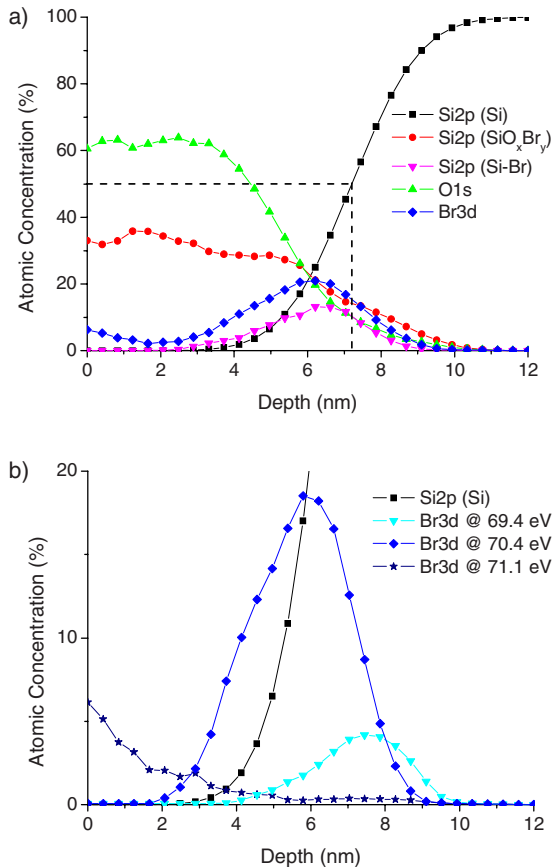 a)
100
80
60
40
20
0
Atomic Concentration (%)
Si2p (Si)
Si2p (SiOxBry)
Si2p (Si-Br)
O1s
Br3d
0 2 4 6 8 10 12
Depth (nm)
b)
20
10
0
Atomic Concentration (%)
Si2p (Si)
Br3d @ 69.4 eV
Br3d @ 70.4 eV
Br3d @ 71.1 eV
0 2 4 6 8 10 12
Depth (nm)